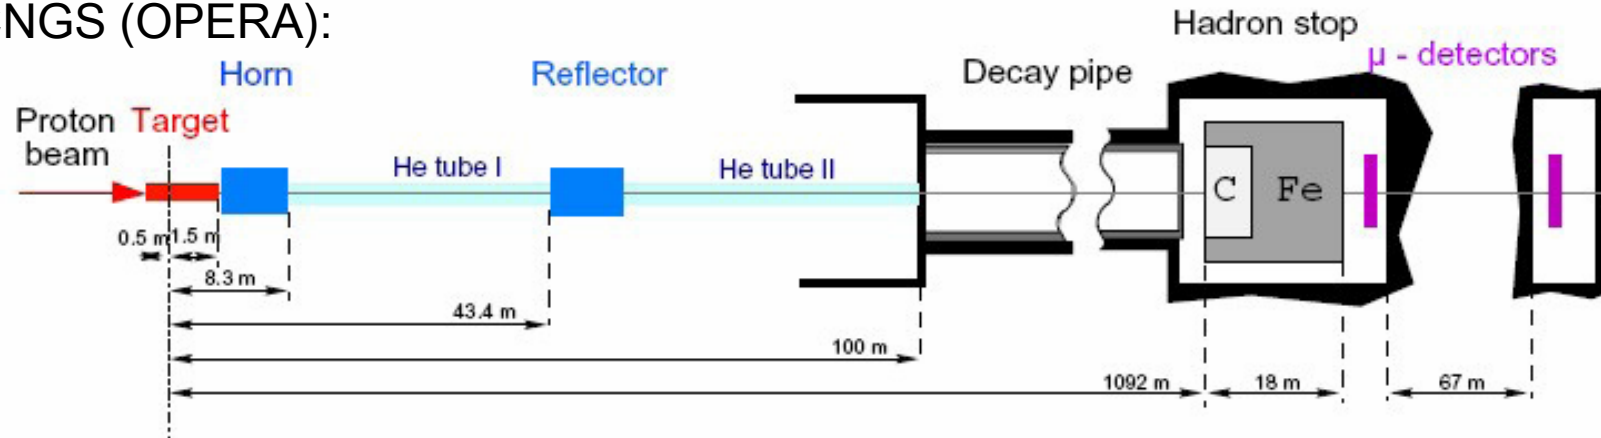 NGS (OPERA):
Hadron stop
μ - detectors
Horn
Reflector
Decay pipe
Proton
beam
Target
He tube I
He tube II
C
Fe
0.5 m
1.5 m
8.3 m
43.4 m
100 m
1092 m
18 m
67 m